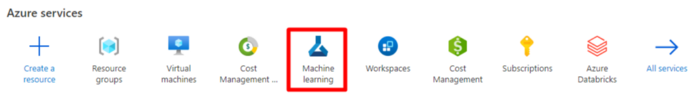 Azure services
Create a
resource
Resource
groups
Virtual
machines
Cost
Management ...
Machine
learning
Workspaces
Cost
Management
Subscriptions
Azure
Databricks
All services